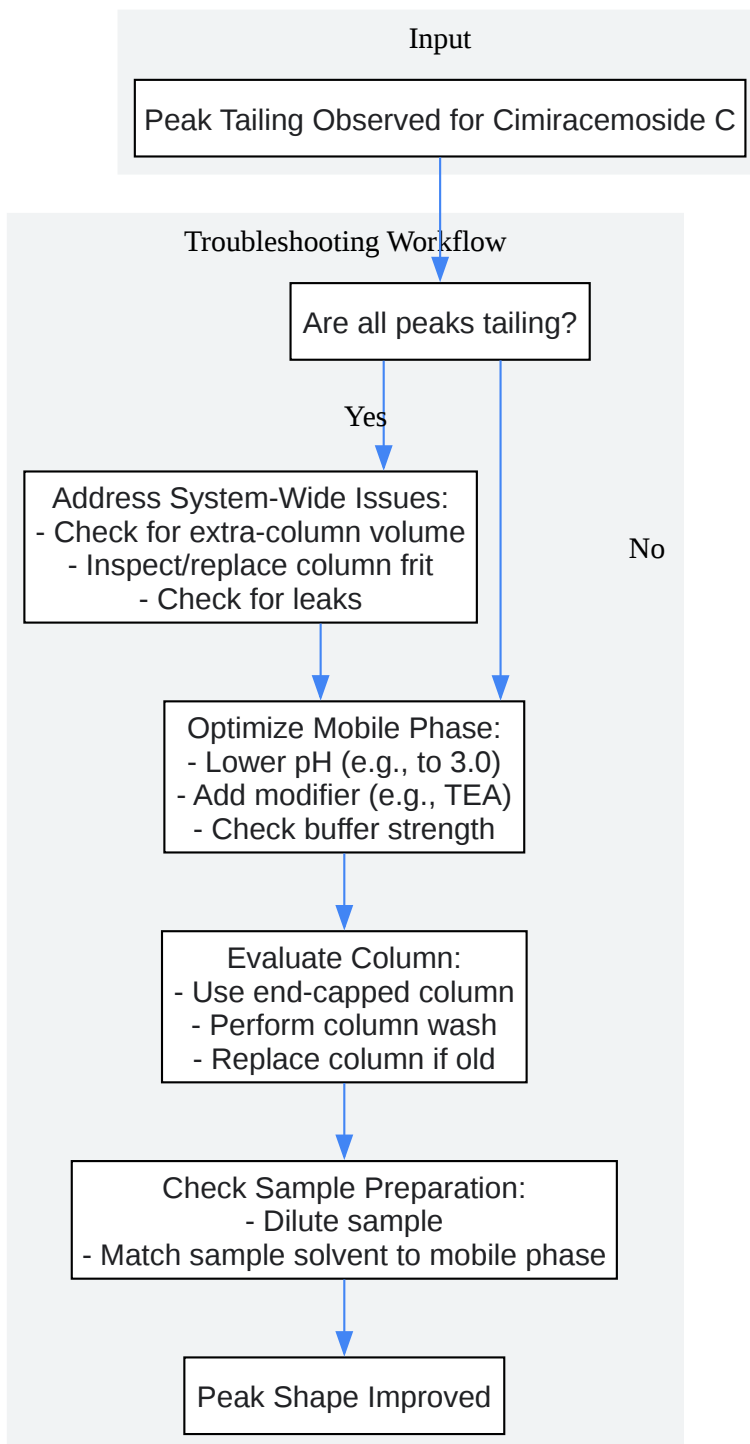 Input
Peak Tailing Observed for Cimiracemoside C
Troubleshooting Workflow
Are all peaks tailing?
Yes
Address System-Wide Issues:
- Check for extra-column volume
- Inspect/replace column frit
- Check for leaks
No
Optimize Mobile Phase:
- Lower pH (e.g., to 3.0)
- Add modifier (e.g., TEA)
- Check buffer strength
Evaluate Column:
- Use end-capped column
- Perform column wash
- Replace column if old
Check Sample Preparation:
- Dilute sample
- Match sample solvent to mobile phase
Peak Shape Improved